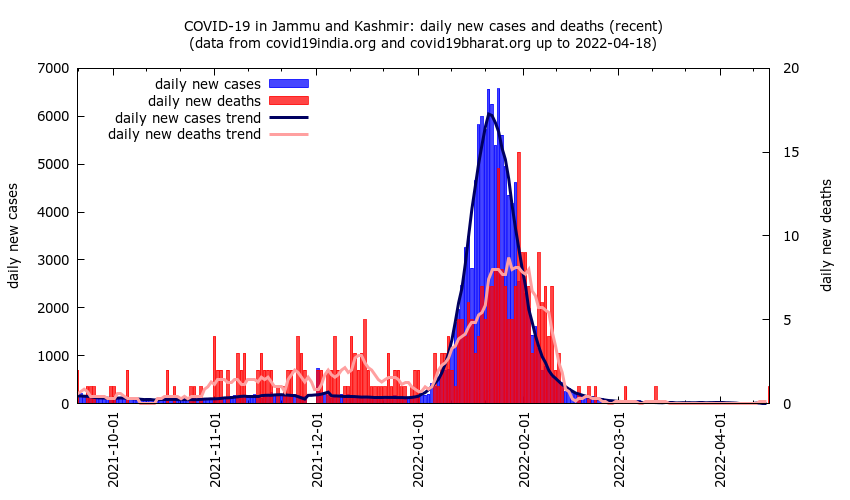 COVID-19 in Jammu and Kashmir: daily new cases and deaths (recent)
(data from covid19india.org and covid19bharat.org up to 2022-04-18)
7000
6000
5000
4000
3000
2000
1000
0
20
15
10
5
0
daily new cases
daily new deaths
daily new cases
daily new deaths
daily new cases trend
daily new deaths trend
2021-10-01
2021-11-01
2021-12-01
2022-01-01
2022-02-01
2022-03-01
2022-04-01